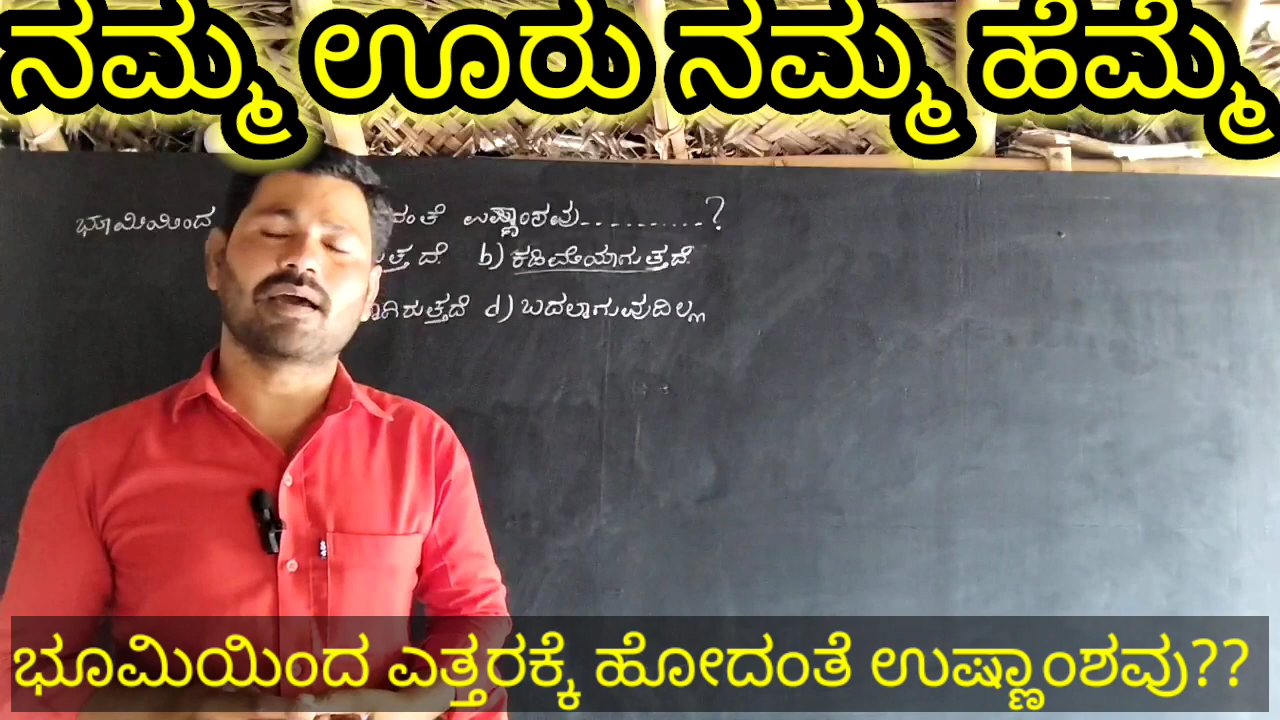 ನಮ್ಮ ಊರು ನಮ್ಮ ಹೆಮ್ಮೆ
ಭೂಮಿಯಿಂದ ಉಷ್ಣಾಂಶವು...........?
b) ಕಡಿಮೆಯಾಗುತ್ತದೆ
d) ಬದಲಾಗುವುದಿಲ್ಲ
ಭೂಮಿಯಿಂದ ಎತ್ತರಕ್ಕೆ ಹೋದಂತೆ ಉಷ್ಣಾಂಶವು??